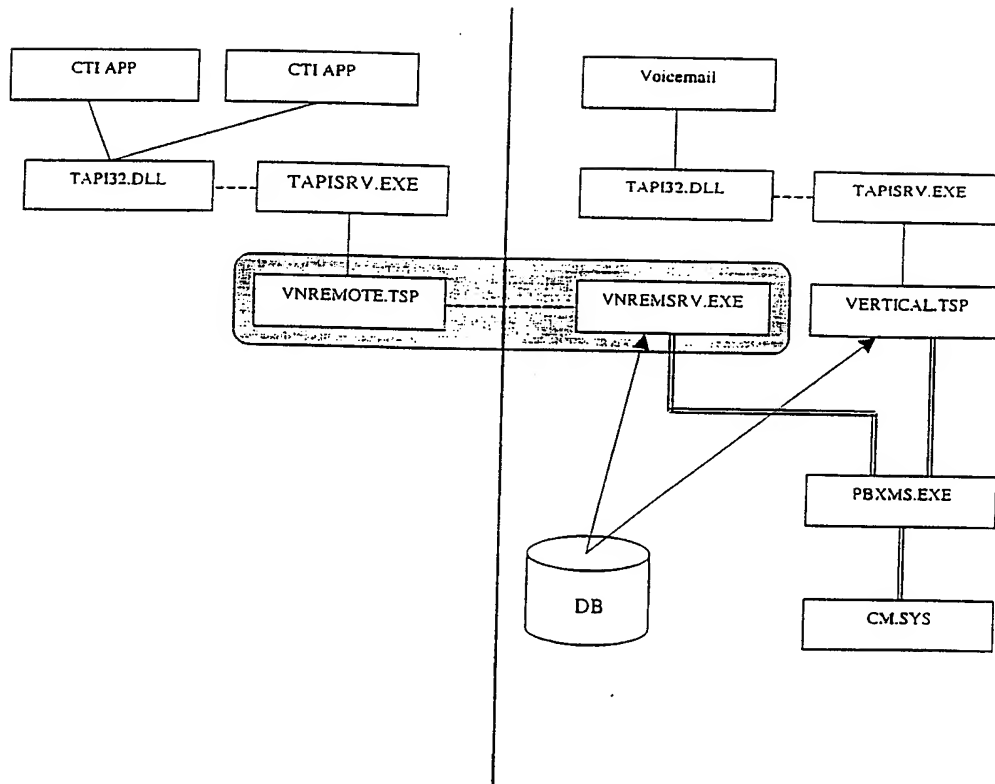 CTI APP
CTI APP
Voicemail
TAPI32.DLL
TAPISRV.EXE
TAPI32.DLL
TAPISRV.EXE
VNREMOTE.TSP
VNREMSRV.EXE
VERTICAL.TSP
PBXMS.EXE
DB
CM.SYS